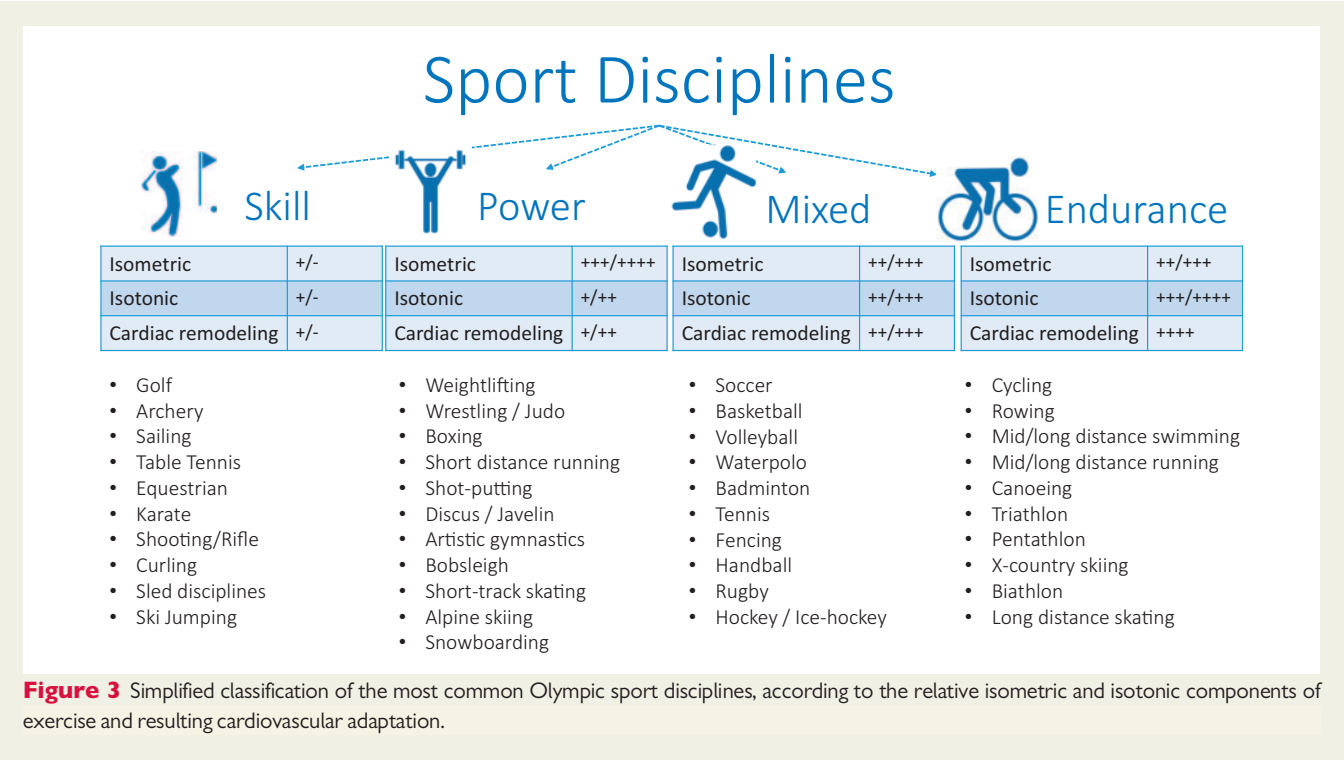 Sport Disciplines
Skill
Isometric +/-
Isotonic +/-
Cardiac remodeling +/-
• Golf
• Archery
• Sailing
• Table Tennis
• Equestrian
• Karate
• Shooting/Rifle
• Curling
• Sled disciplines
• Ski Jumping
Power
Isometric +++/++++
Isotonic +/++
Cardiac remodeling +/++
• Weightlifting
• Wrestling / Judo
• Boxing
• Short distance running
• Shot-putting
• Discus / Javelin
• Artistic gymnastics
• Bobsleigh
• Short-track skating
• Alpine skiing
• Snowboarding
Mixed
Isometric ++/+++
Isotonic ++/+++
Cardiac remodeling ++/+++
• Soccer
• Basketball
• Volleyball
• Waterpolo
• Badminton
• Tennis
• Fencing
• Handball
• Rugby
• Hockey / Ice-hockey
Endurance
Isometric ++/+++
Isotonic +++/++++
Cardiac remodeling ++++
• Cycling
• Rowing
• Mid/long distance swimming
• Mid/long distance running
• Canoeing
• Triathlon
• Pentathlon
• X-country skiing
• Biathlon
• Long distance skating
Figure 3 Simplified classification of the most common Olympic sport disciplines, according to the relative isometric and isotonic components of
exercise and resulting cardiovascular adaptation.